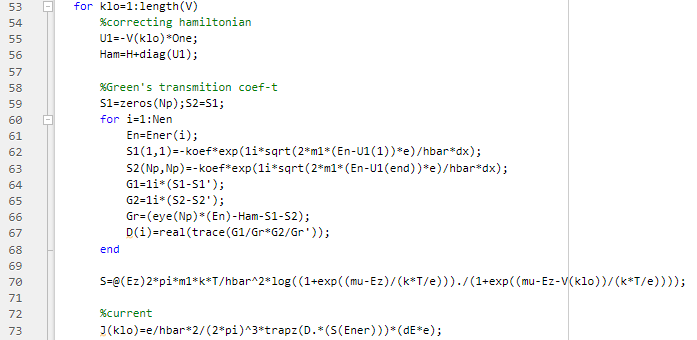 53 for klo=1:length(V)
54 %correcting hamiltonian
55 U1=-V(klo)*One;
56 Ham=H+diag(U1);
57
58 %Green's transmition coef-t
59 S1=zeros(Np);S2=S1;
60 for i=1:Nen
61 En=Ener(i);
62 S1(1,1)=-koef*exp(1i*sqrt(2*m1*(En-U1(1))*e)/hbar*dx);
63 S2(Np,Np)=-koef*exp(1i*sqrt(2*m1*(En-U1(end))*e)/hbar*dx);
64 G1=1i*(S1-S1');
65 G2=1i*(S2-S2');
66 Gr=(eye(Np)*(En)-Ham-S1-S2);
67 D(i)=real(trace(G1/Gr*G2/Gr'));
68 end
69
70 S=@(Ez)2*pi*m1*k*T/hbar^2*log((1+exp((mu-Ez)/(k*T/e)))./(1+exp((mu-Ez-V(klo))/(k*T/e))));
71
72 %current
73 J(klo)=e/hbar*2/(2*pi)^3*trapz(D.*(S(Ener)))*(dE*e);